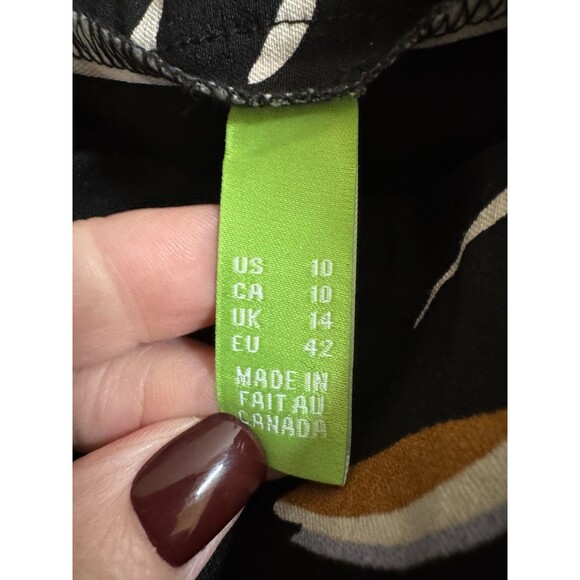 US 10
CA 10
UK 14
EU 42
MADE IN
FAIT AU
CANADA